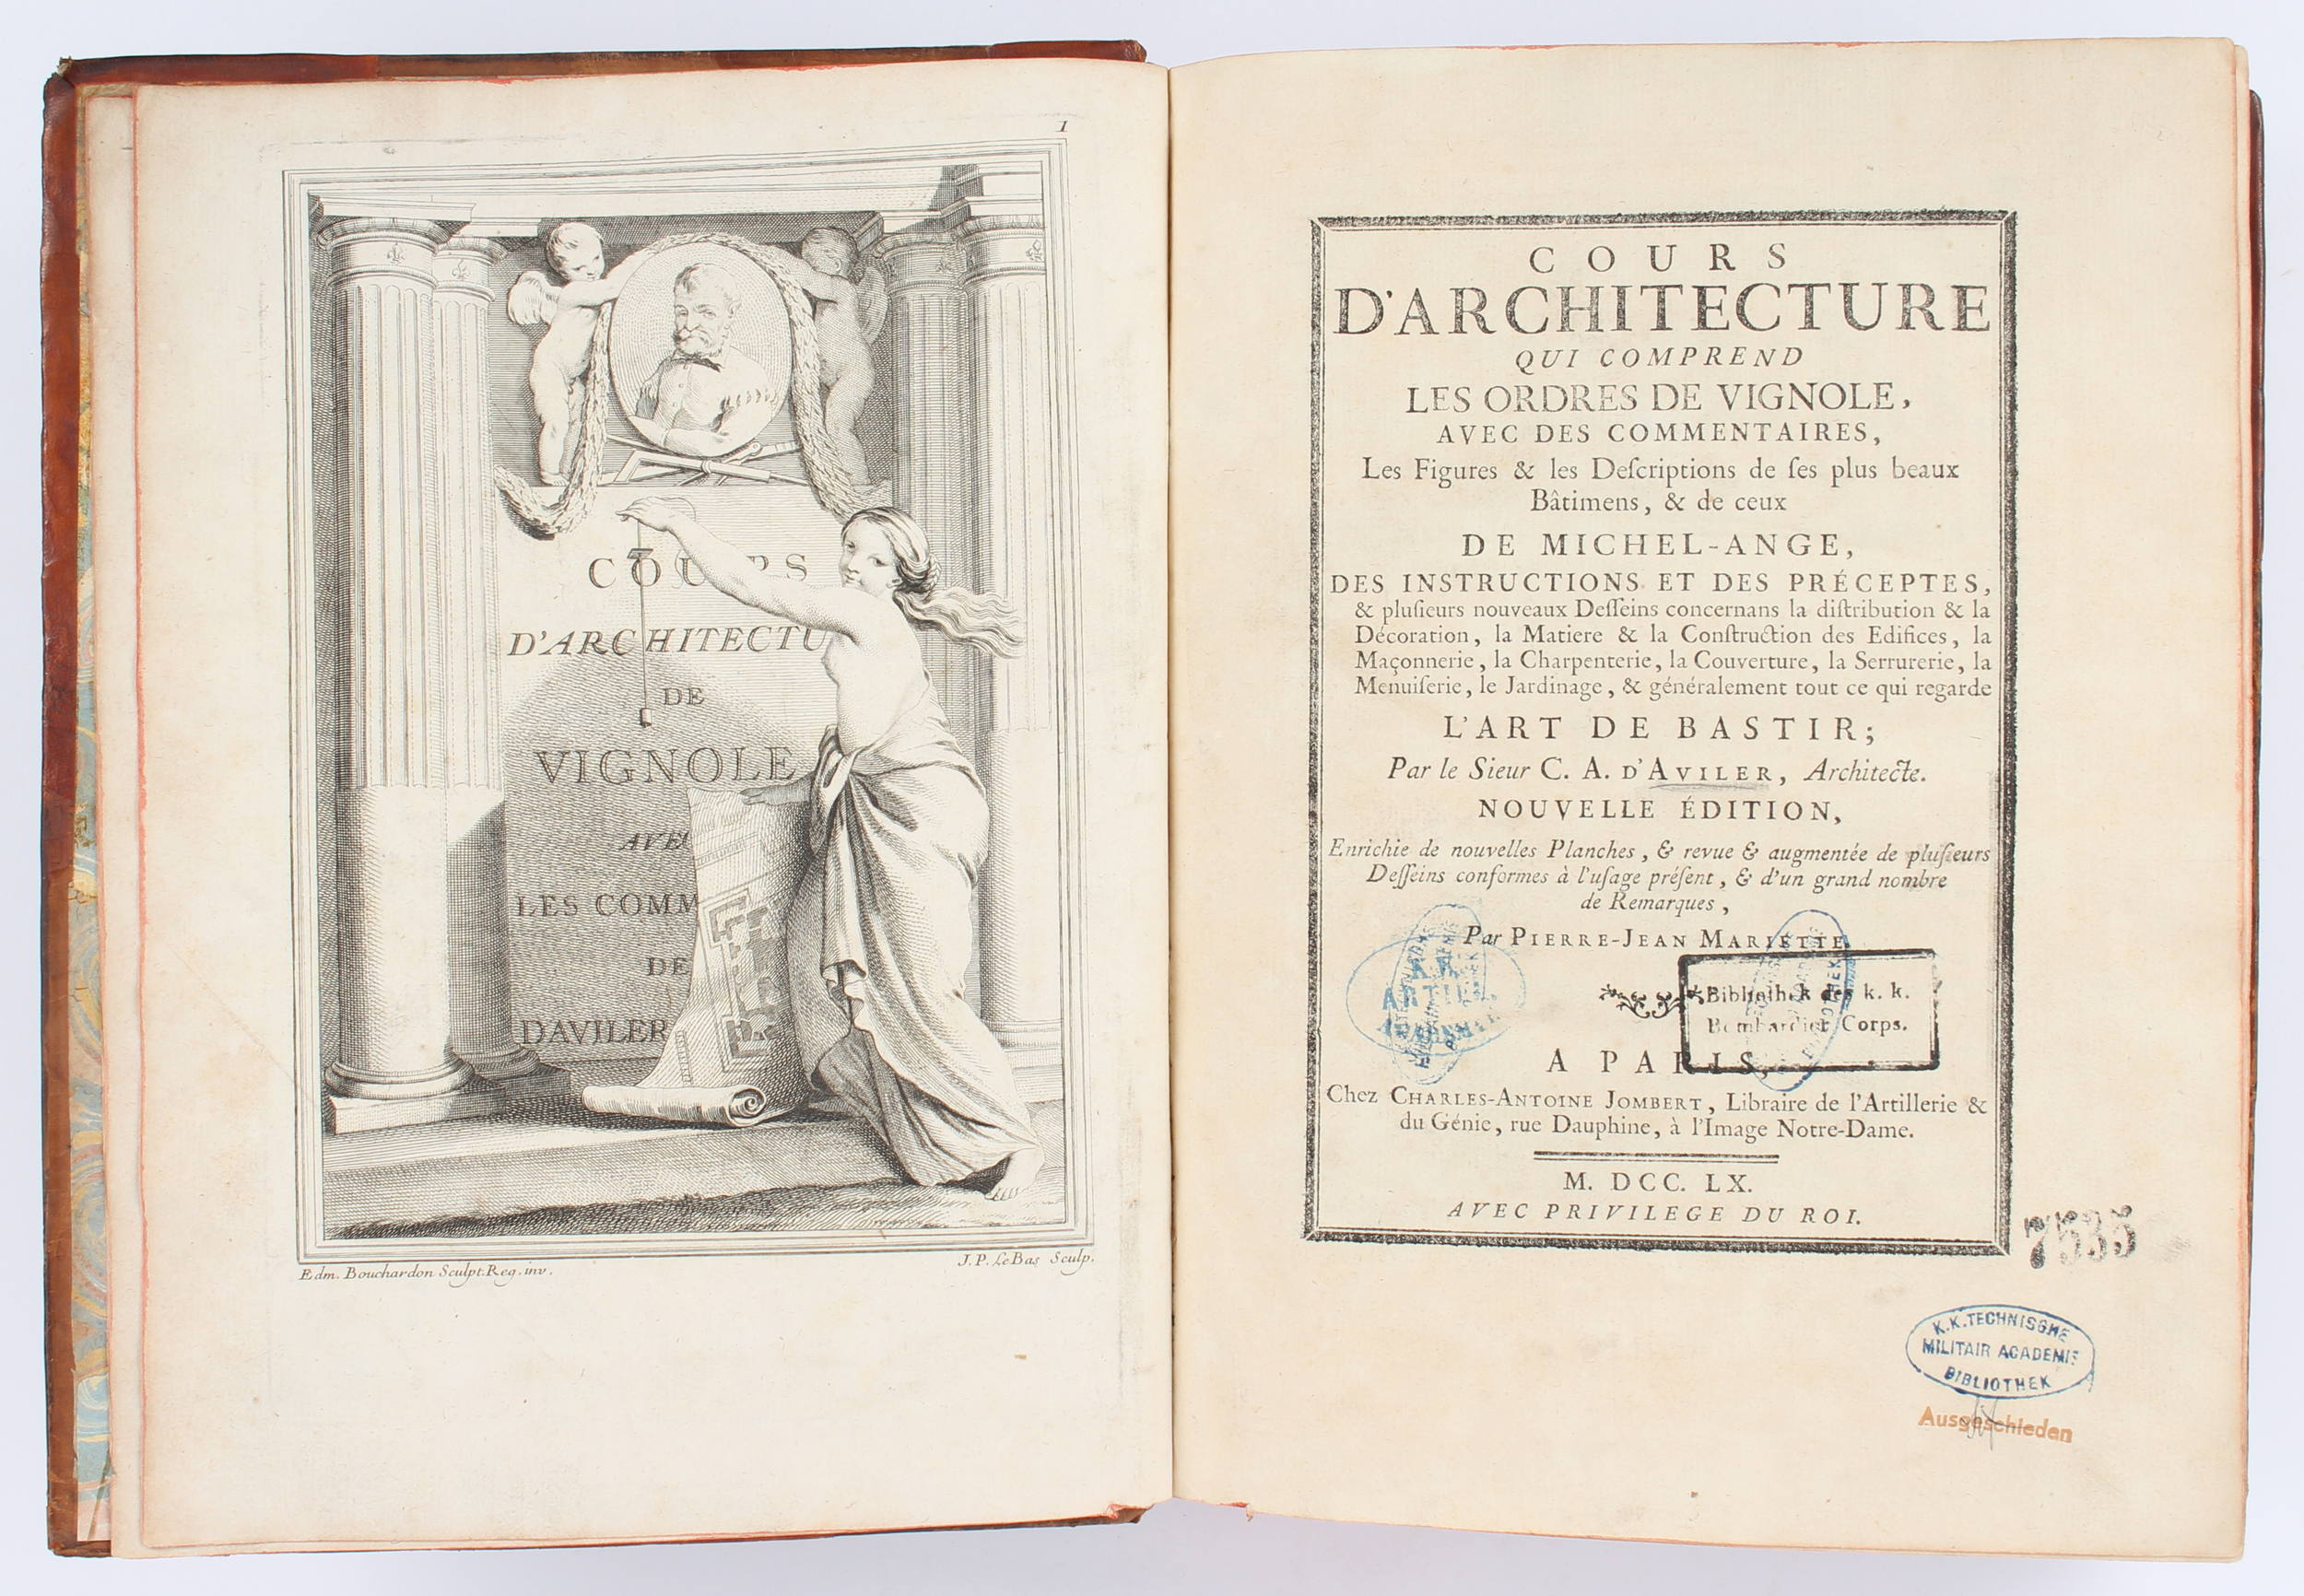 1
COURS
D'ARCHITECTU
DE
VIGNOLE
AVEC
LES COMM
DE
DAVILER
Edm. Bouchardon Sculpt. Reg. inv.
J. P. Le Bas Sculp.
COURS
D'ARCHITECTURE
QUI COMPREND
LES ORDRES DE VIGNOLE,
AVEC DES COMMENTAIRES,
Les Figures & les Deſcriptions de ſes plus beaux
Bâtimens, & de ceux
DE MICHEL-ANGE,
DES INSTRUCTIONS ET DES PRÉCEPTES,
& pluſieurs nouveaux Deſſeins concernans la diſtribution & la
Décoration, la Matiere & la Conſtruction des Edifices, la
Maçonnerie, la Charpenterie, la Couverture, la Serrurerie, la
Menuiſerie, le Jardinage, & généralement tout ce qui regarde
L'ART DE BASTIR;
Par le Sieur C. A. D'AVILER, Architecte.
NOUVELLE ÉDITION,
Enrichie de nouvelles Planches, & revue & augmentée de pluſieurs
Deſſeins conformes à l'uſage préſent, & d'un grand nombre
de Remarques,
Par PIERRE-JEAN MARIETTE
Bibliothek des k. k.
Bombardier Corps.
A PARIS,
Chez CHARLES-ANTOINE JOMBERT, Libraire de l'Artillerie &
du Génie, rue Dauphine, à l'Image Notre-Dame.
M. DCC. LX.
AVEC PRIVILEGE DU ROI.
7535
K.K. TECHNISCHE
MILITAIR ACADEMIE
BIBLIOTHEK
Ausgeschieden